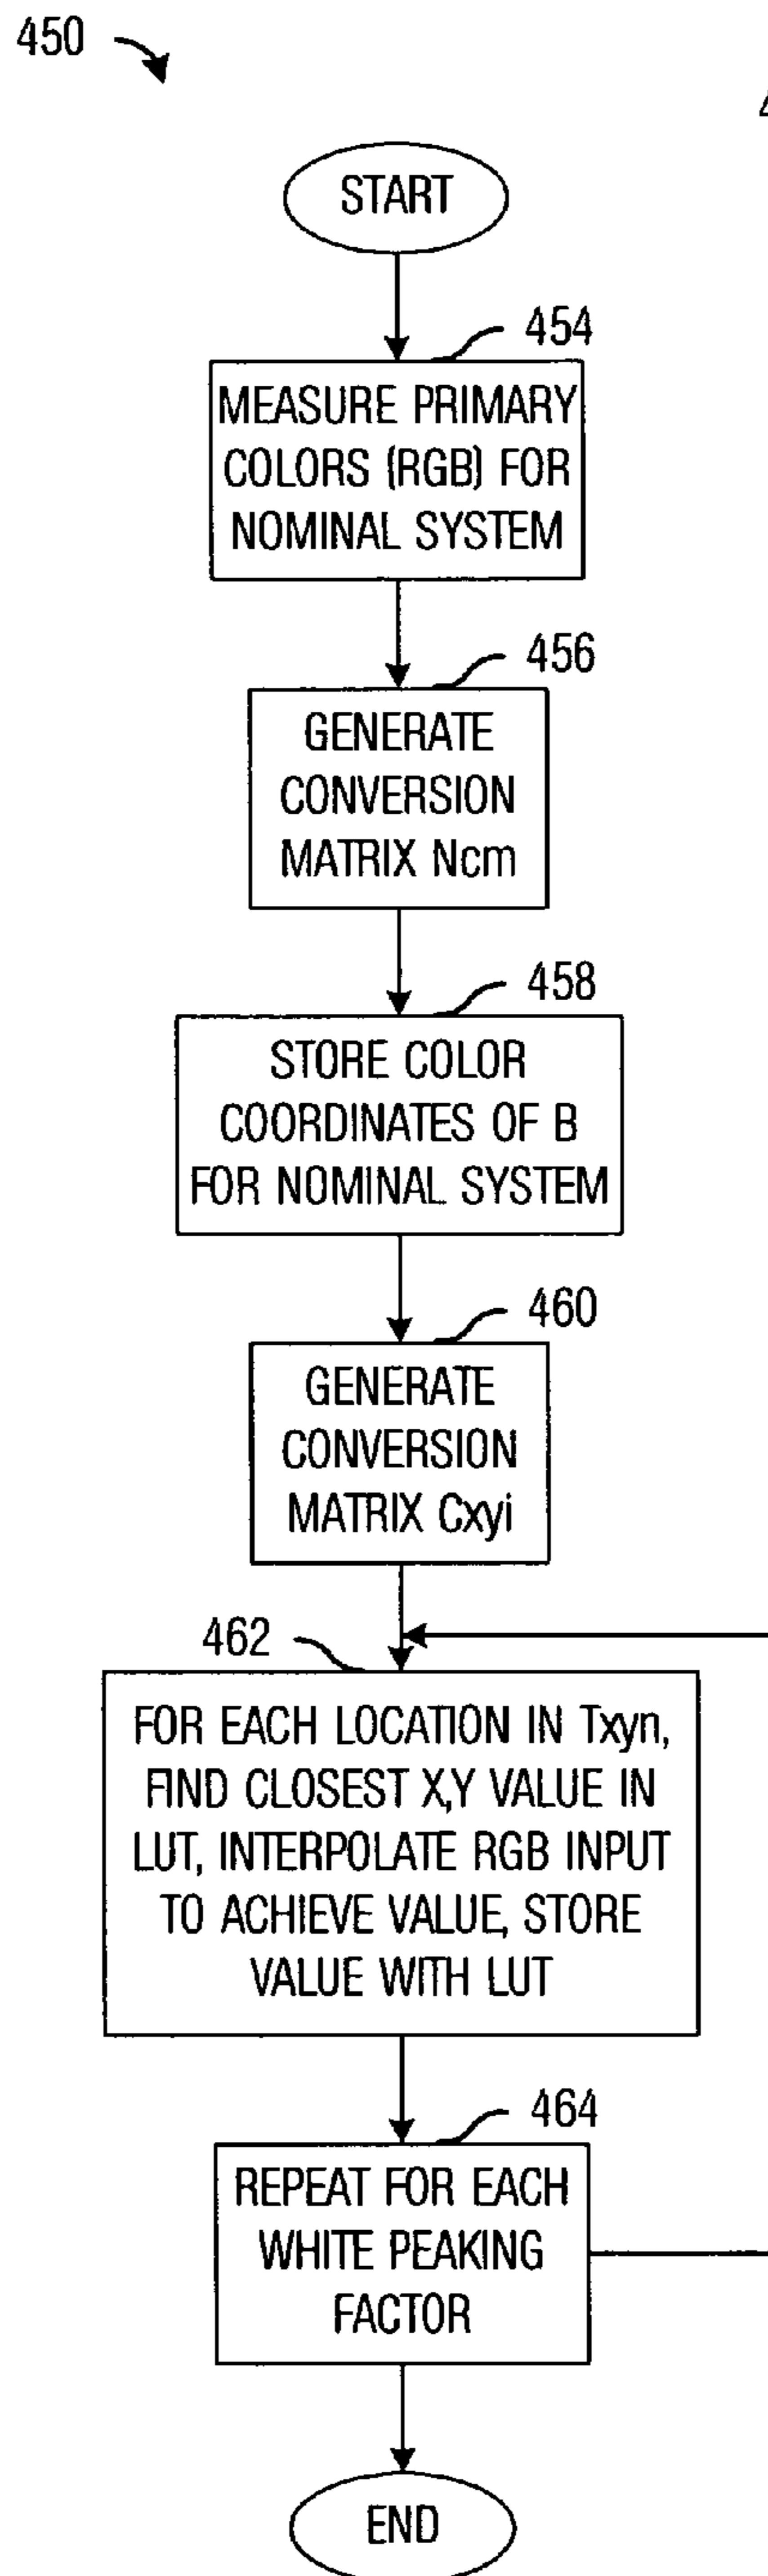 450
START
454
MEASURE PRIMARY
COLORS (RGB) FOR
NOMINAL SYSTEM
456
GENERATE
CONVERSION
MATRIX Ncm
458
STORE COLOR
COORDINATES OF B
FOR NOMINAL SYSTEM
460
GENERATE
CONVERSION
MATRIX Cxyi
462
FOR EACH LOCATION IN Txyn,
FIND CLOSEST X,Y VALUE IN
LUT, INTERPOLATE RGB INPUT
TO ACHIEVE VALUE, STORE
VALUE WITH LUT
464
REPEAT FOR EACH
WHITE PEAKING
FACTOR
END